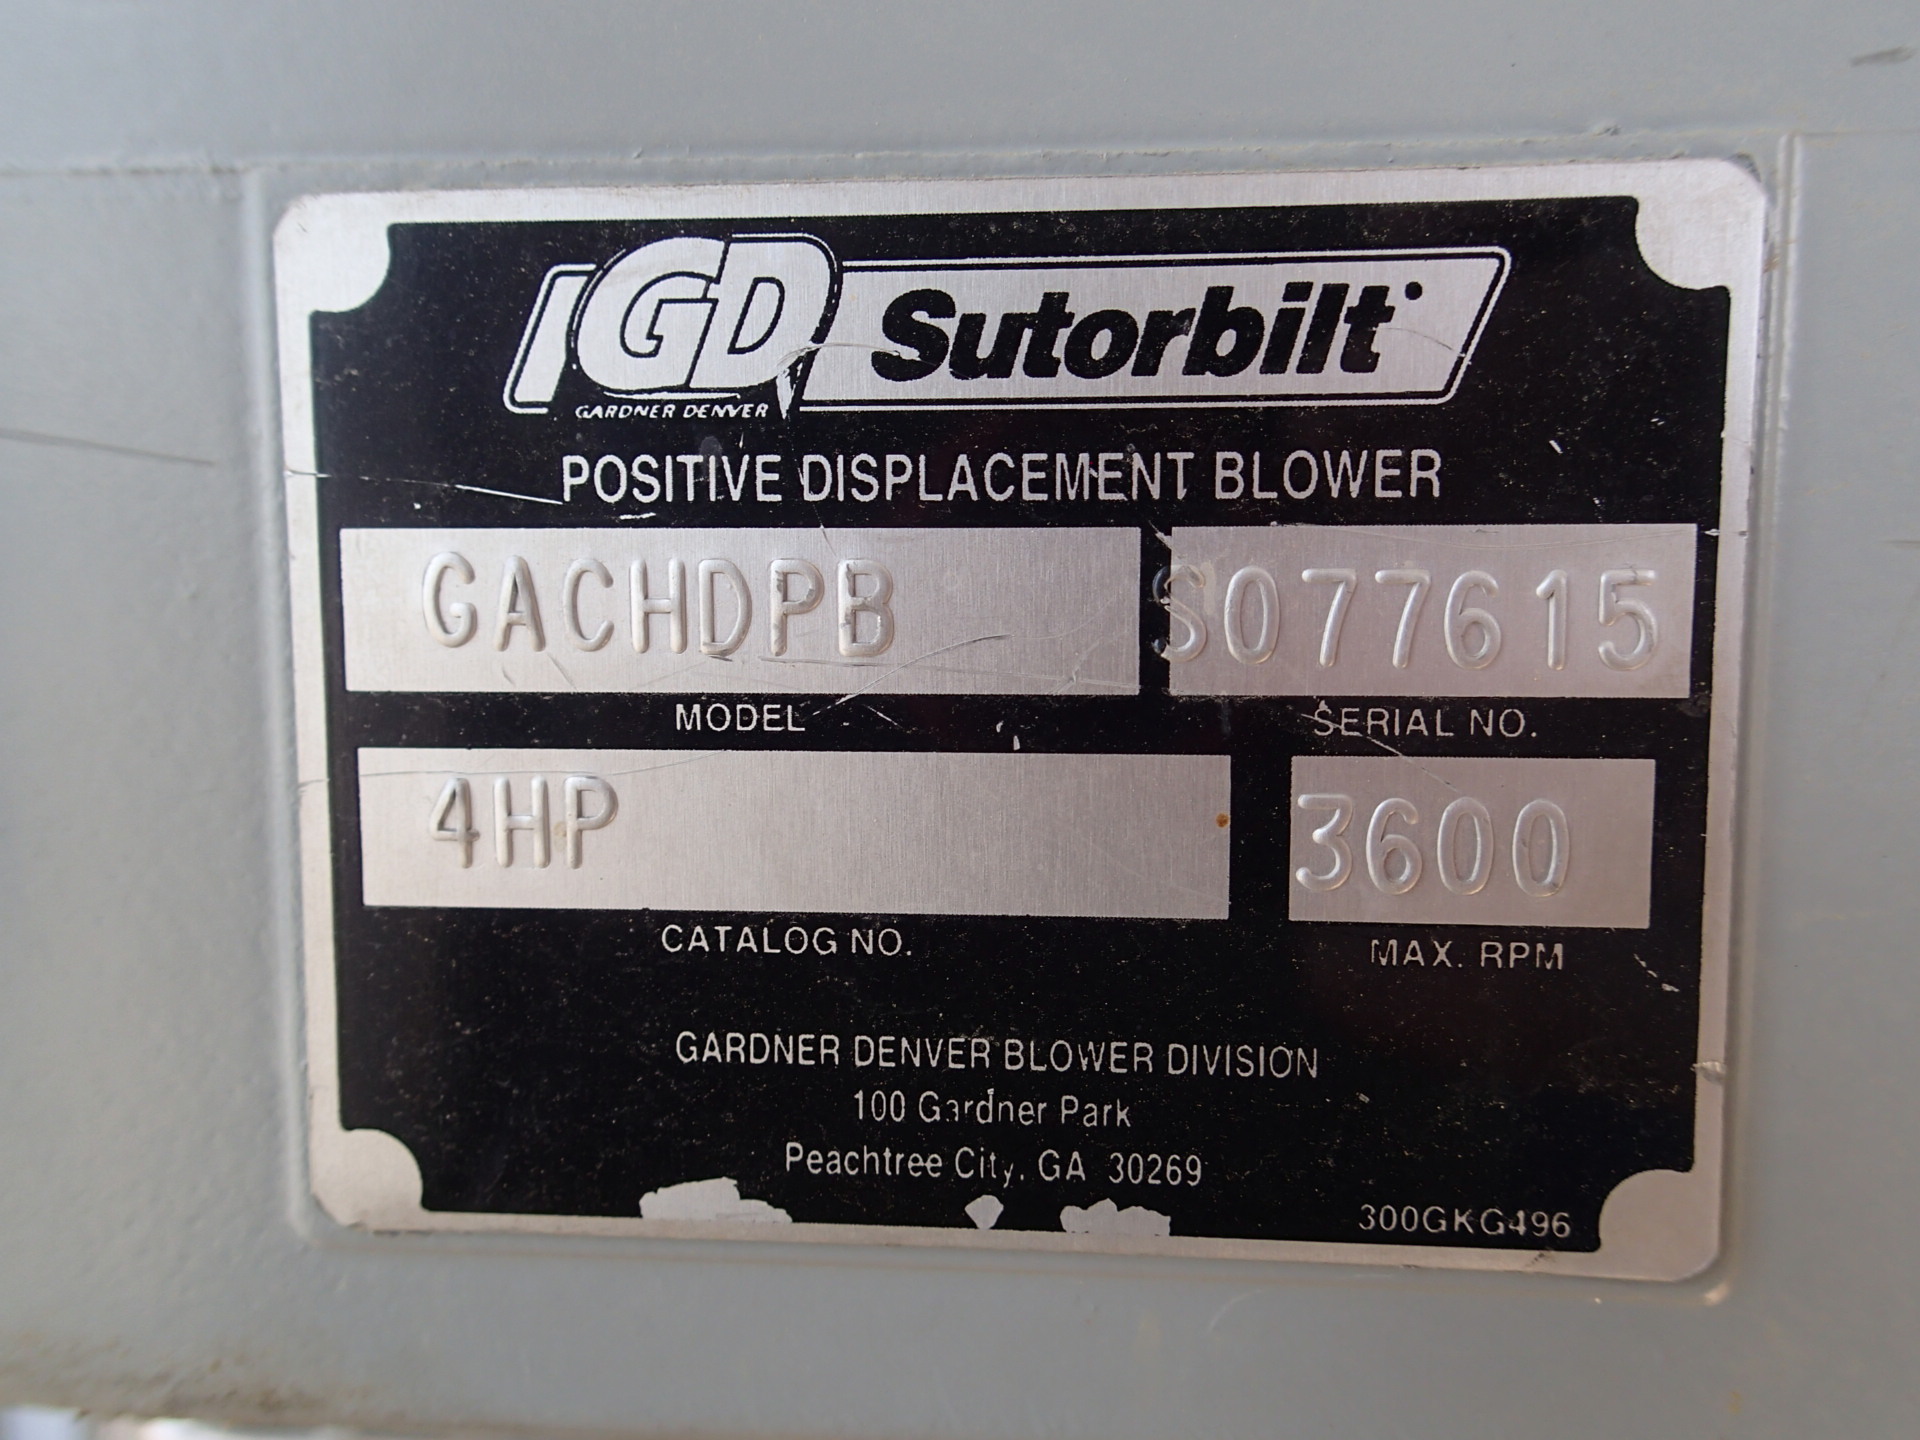 GD Sutorbilt
GARDNER DENVER
POSITIVE DISPLACEMENT BLOWER
GACHDPB S077615
MODEL SERIAL NO.
4HP 3600
CATALOG NO. MAX. RPM
GARDNER DENVER BLOWER DIVISION
100 Gardner Park
Peachtree City, GA 30269
300GKG496